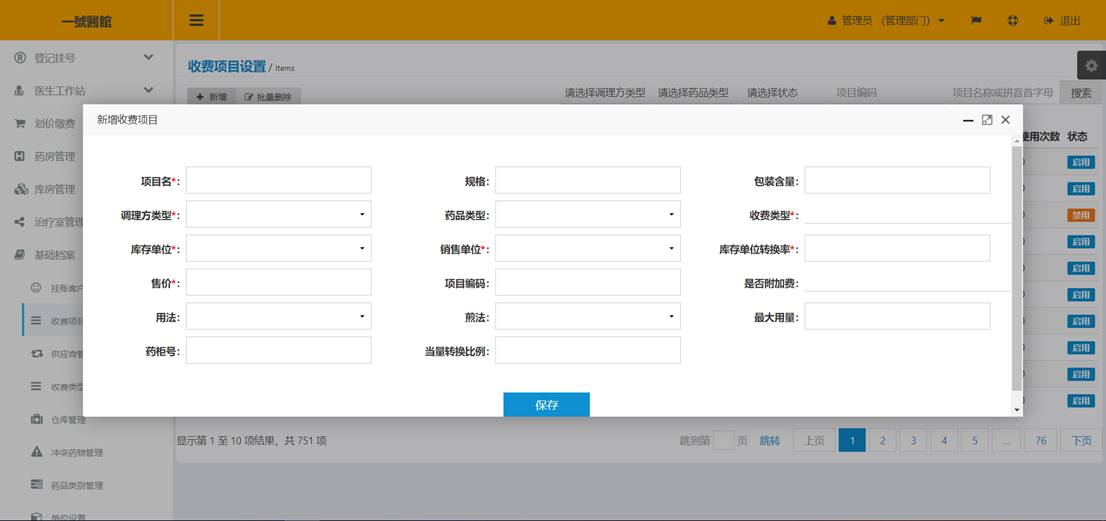 一號醫館
管理员 （管理部门）
退出
登记挂号
医生工作站
划价缴费
药房管理
库房管理
治疗室管理
基础档案
挂账客户
收费项目
供应商管
收费类型
仓库管理
冲突药物管理
药品类别管理
单位设置
收费项目设置 / Items
新增 批量删除 请选择调理方类型 请选择药品类型 请选择状态 项目编码 项目名称或拼音首字母 搜索
使用次数 状态
启用
启用
禁用
启用
启用
启用
启用
启用
启用
启用
新增收费项目
项目名*： 规格： 包装含量：
调理方类型*： 药品类型： 收费类型*：
库存单位*： 销售单位*： 库存单位转换率*：
售价*： 项目编码： 是否附加费：
用法： 煎法： 最大用量：
药柜号： 当量转换比例：
保存
显示第 1 至 10 项结果，共 751 项 跳到第 页 跳转 上页 1 2 3 4 5 ... 76 下页